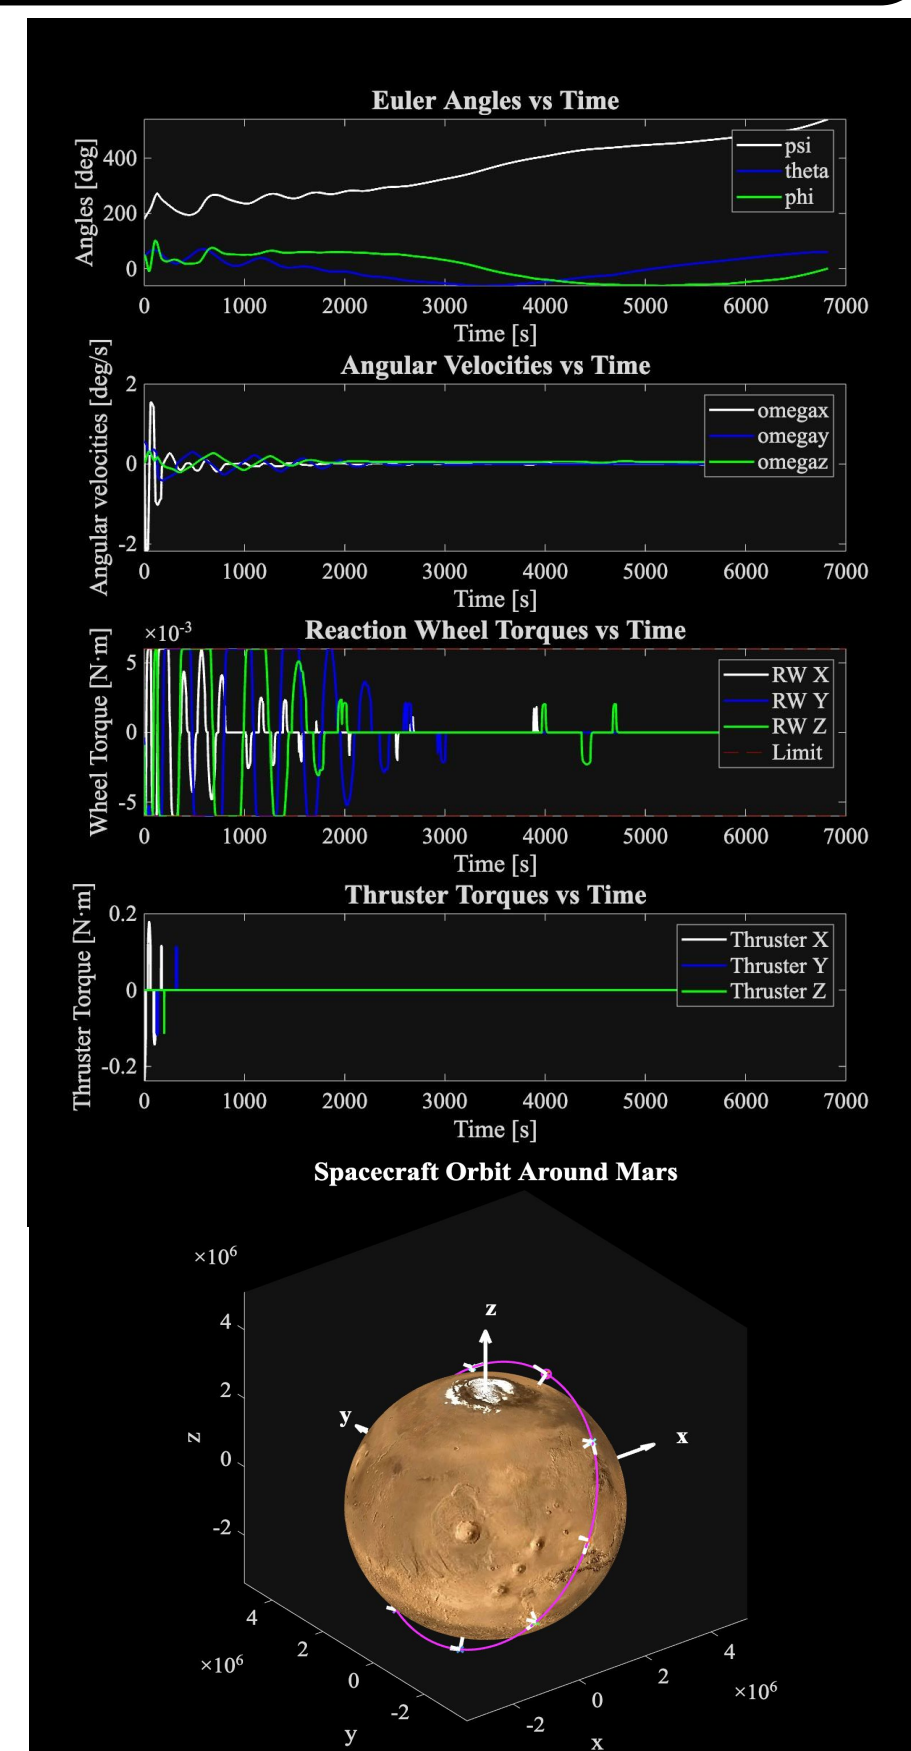 Euler Angles vs Time
Angles [deg]
400
200
0
psi
theta
phi
0 1000 2000 3000 4000 5000 6000 7000
Time [s]
Angular Velocities vs Time
Angular velocities [deg/s]
2
0
-2
omegax
omegay
omegaz
0 1000 2000 3000 4000 5000 6000 7000
Time [s]
×10⁻³
Reaction Wheel Torques vs Time
Wheel Torque [N·m]
5
0
-5
RW X
RW Y
RW Z
Limit
0 1000 2000 3000 4000 5000 6000 7000
Time [s]
Thruster Torques vs Time
Thruster Torque [N·m]
0.2
0
-0.2
Thruster X
Thruster Y
Thruster Z
0 1000 2000 3000 4000 5000 6000 7000
Time [s]
Spacecraft Orbit Around Mars
×10⁶
z
4
2
0
-2
z
y
x
4
2
0
-2
×10⁶
y
-2
0
2
4
×10⁶
x